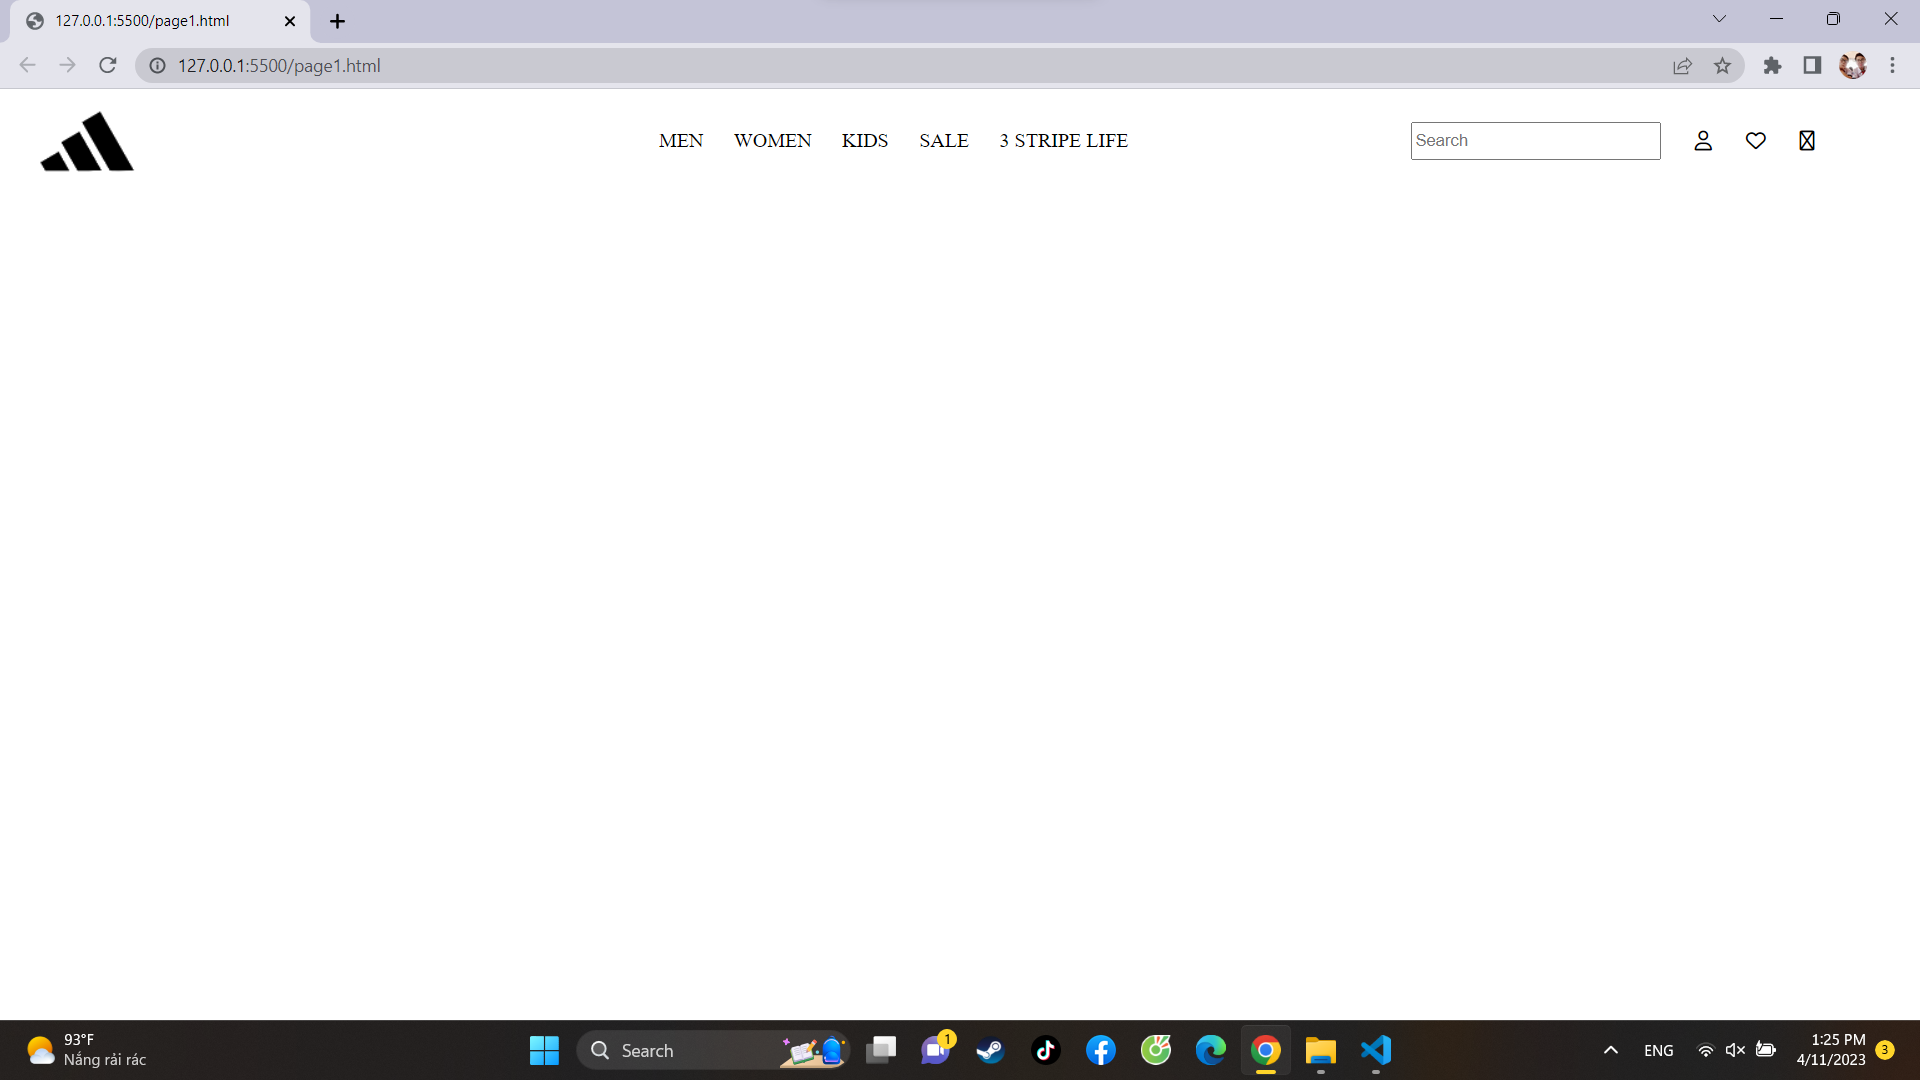 127.0.0.1:5500/page1.html
127.0.0.1:5500/page1.html
MEN WOMEN KIDS SALE 3 STRIPE LIFE Search
93°F
Nắng rải rác
Search
1
ENG
1:25 PM
4/11/2023
3